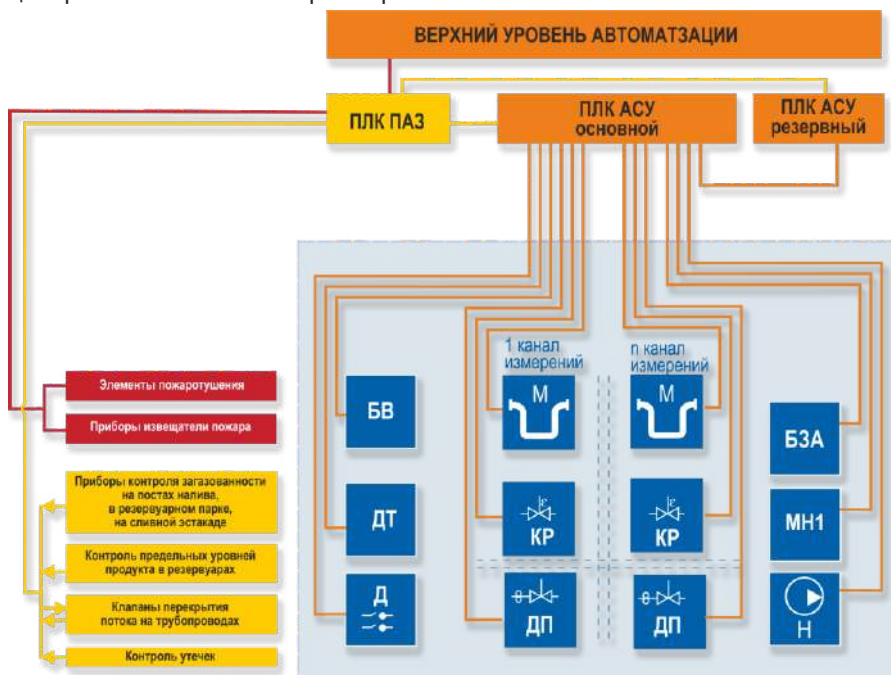 ВЕРХНИЙ УРОВЕНЬ АВТОМАТЗАЦИИ
ПЛК ПАЗ
ПЛК АСУ
основной
ПЛК АСУ
резервный
Элементы пожаротушения
Приборы извещатели пожара
Приборы контроля загазованности
на постах налива,
в резервуарном парке,
на сливной эстакаде
Контроль предельных уровней
продукта в резервуарах
Клапаны перекрытия
потока на трубопроводах
Контроль утечек
БВ
ДТ
Д
1 канал
измерений
М
КР
ДП
n канал
измерений
М
КР
ДП
БЗА
МН1
Н